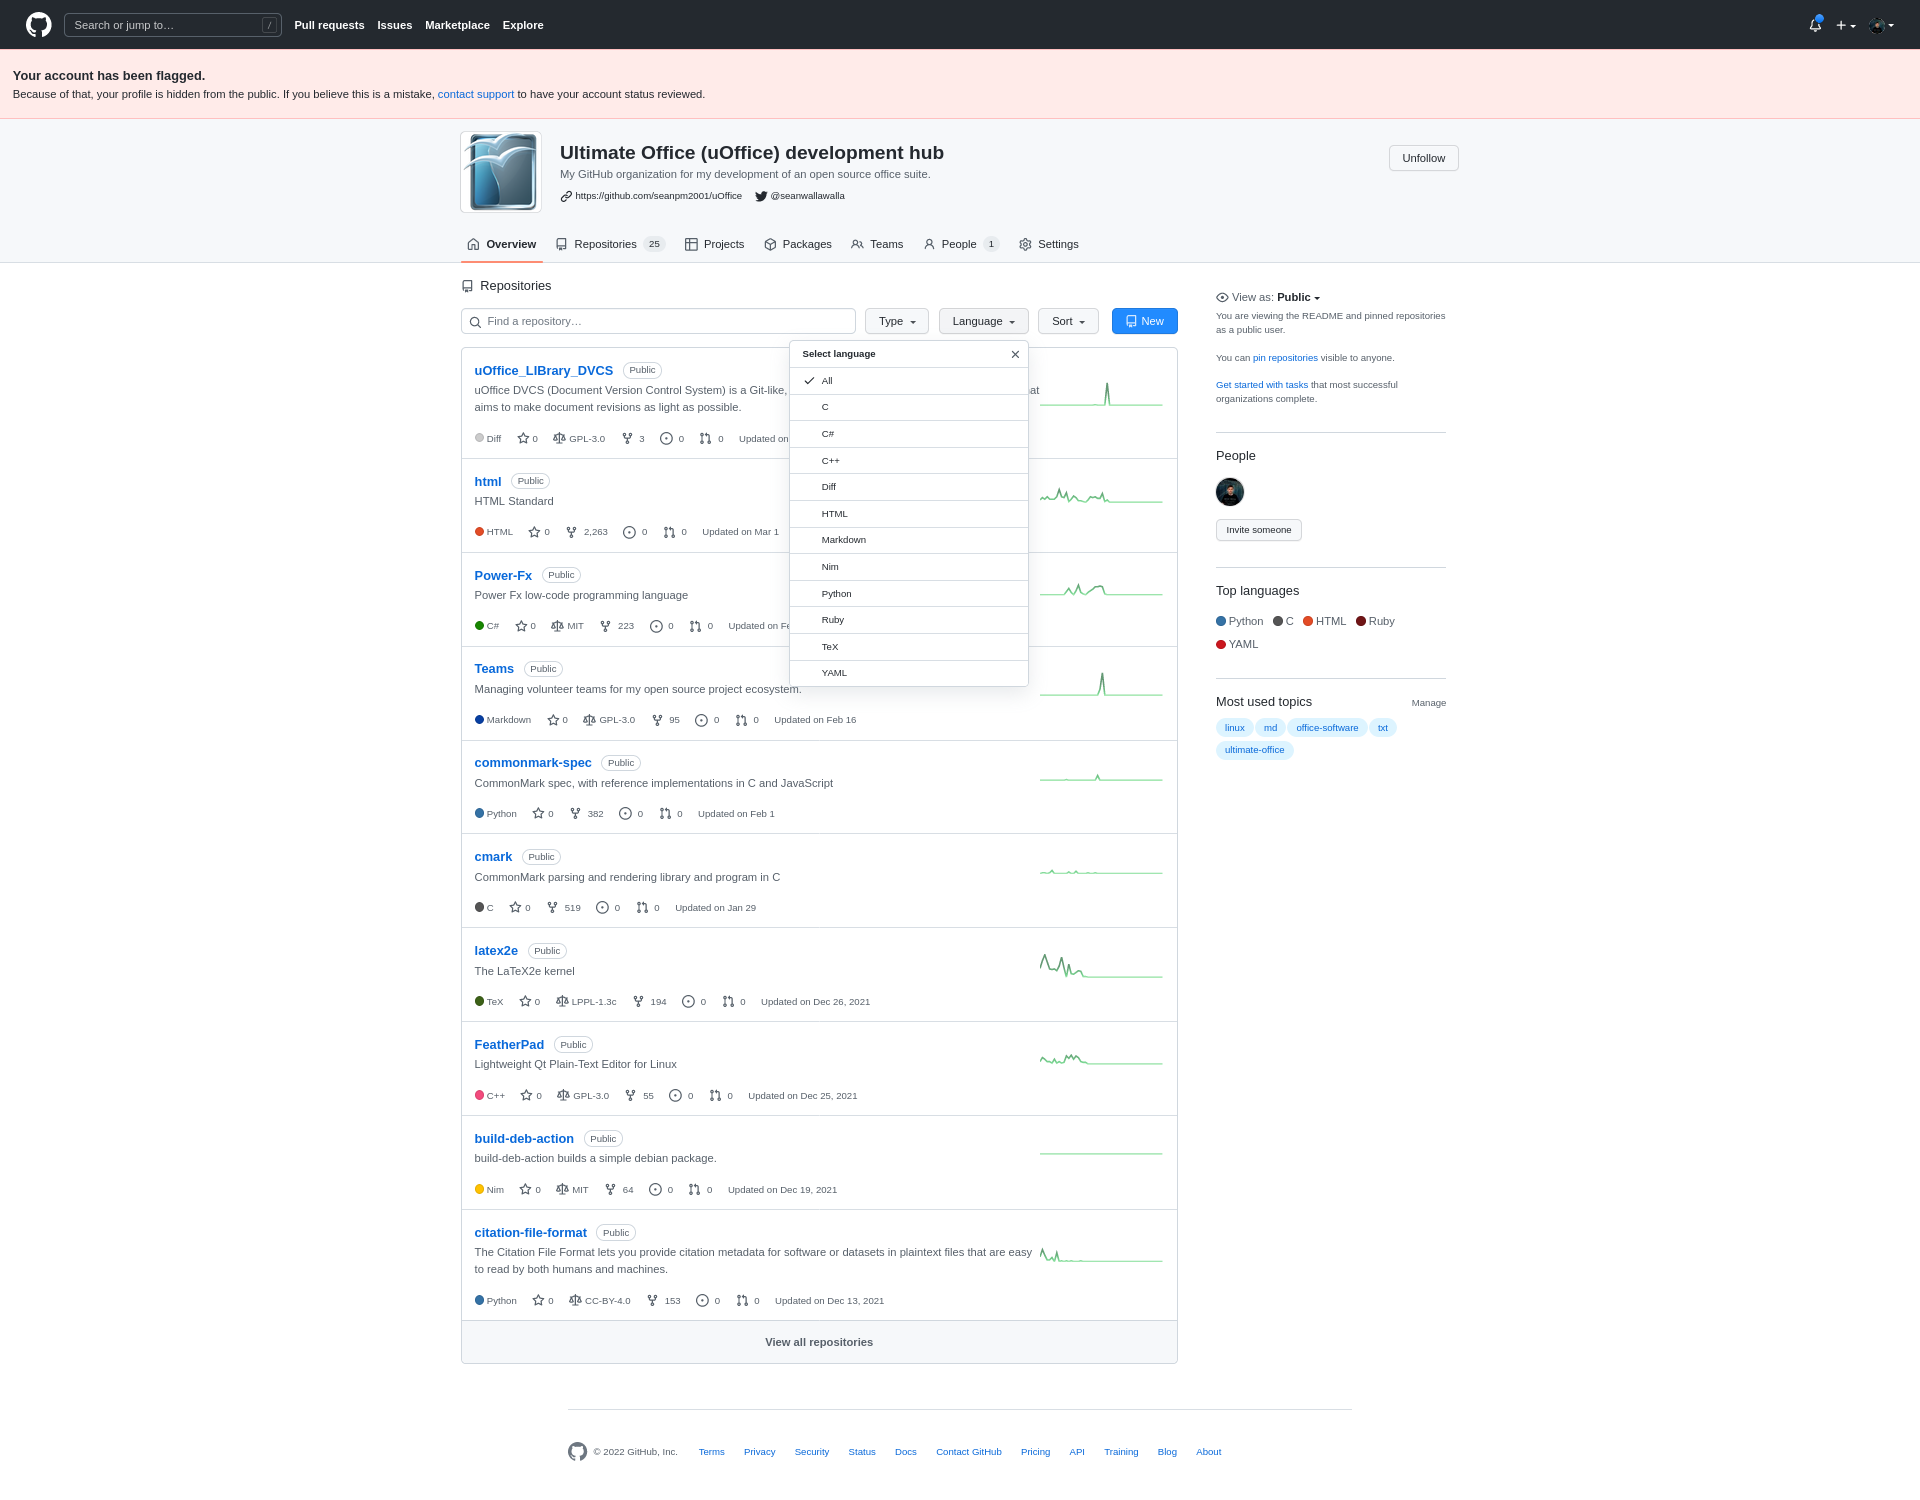 Search or jump to…
/
Pull requests Issues Marketplace Explore
Your account has been flagged.
Because of that, your profile is hidden from the public. If you believe this is a mistake, contact support to have your account status reviewed.
Ultimate Office (uOffice) development hub
My GitHub organization for my development of an open source office suite.
https://github.com/seanpm2001/uOffice @seanwallawalla
Unfollow
Overview Repositories 25 Projects Packages Teams People 1 Settings
Repositories
Find a repository…
Type Language Sort New
Select language
All
C
C#
C++
Diff
HTML
Markdown
Nim
Python
Ruby
TeX
YAML
uOffice_LIBrary_DVCS Public
uOffice DVCS (Document Version Control System) is a Git-like, at
aims to make document revisions as light as possible.
Diff 0 GPL-3.0 3 0 0 Updated on
html Public
HTML Standard
HTML 0 2,263 0 0 Updated on Mar 1
Power-Fx Public
Power Fx low-code programming language
C# 0 MIT 223 0 0 Updated on Fe
Teams Public
Managing volunteer teams for my open source project ecosystem.
Markdown 0 GPL-3.0 95 0 0 Updated on Feb 16
commonmark-spec Public
CommonMark spec, with reference implementations in C and JavaScript
Python 0 382 0 0 Updated on Feb 1
cmark Public
CommonMark parsing and rendering library and program in C
C 0 519 0 0 Updated on Jan 29
latex2e Public
The LaTeX2e kernel
TeX 0 LPPL-1.3c 194 0 0 Updated on Dec 26, 2021
FeatherPad Public
Lightweight Qt Plain-Text Editor for Linux
C++ 0 GPL-3.0 55 0 0 Updated on Dec 25, 2021
build-deb-action Public
build-deb-action builds a simple debian package.
Nim 0 MIT 64 0 0 Updated on Dec 19, 2021
citation-file-format Public
The Citation File Format lets you provide citation metadata for software or datasets in plaintext files that are easy
to read by both humans and machines.
Python 0 CC-BY-4.0 153 0 0 Updated on Dec 13, 2021
View all repositories
View as: Public
You are viewing the README and pinned repositories
as a public user.
You can pin repositories visible to anyone.
Get started with tasks that most successful
organizations complete.
People
Invite someone
Top languages
Python C HTML Ruby
YAML
Most used topics Manage
linux md office-software txt
ultimate-office
© 2022 GitHub, Inc. Terms Privacy Security Status Docs Contact GitHub Pricing API Training Blog About